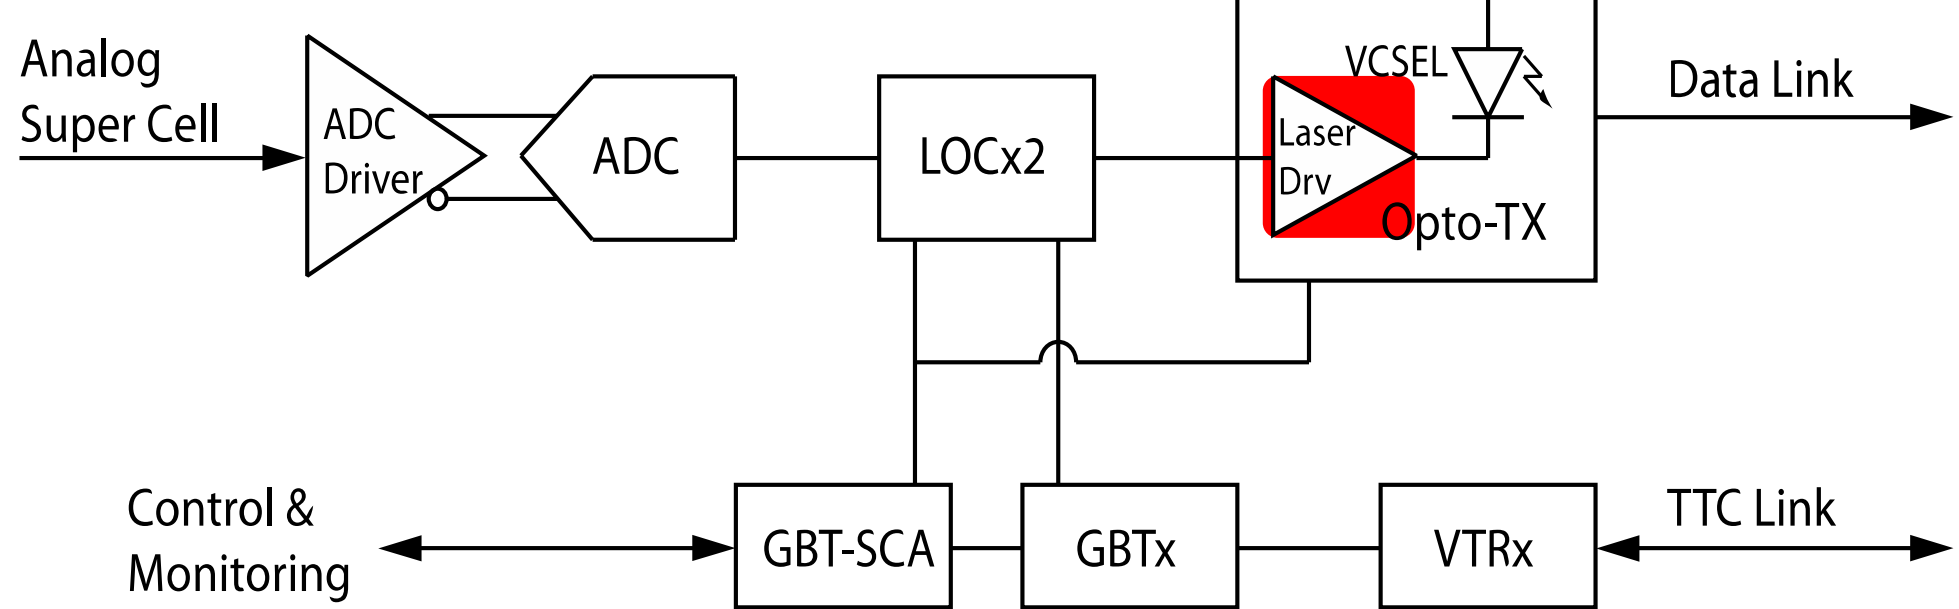 Analog
Super Cell
ADC
Driver
ADC
LOCx2
VCSEL
Laser
Drv
Opto-TX
Data Link
Control &
Monitoring
GBT-SCA
GBTx
VTRx
TTC Link